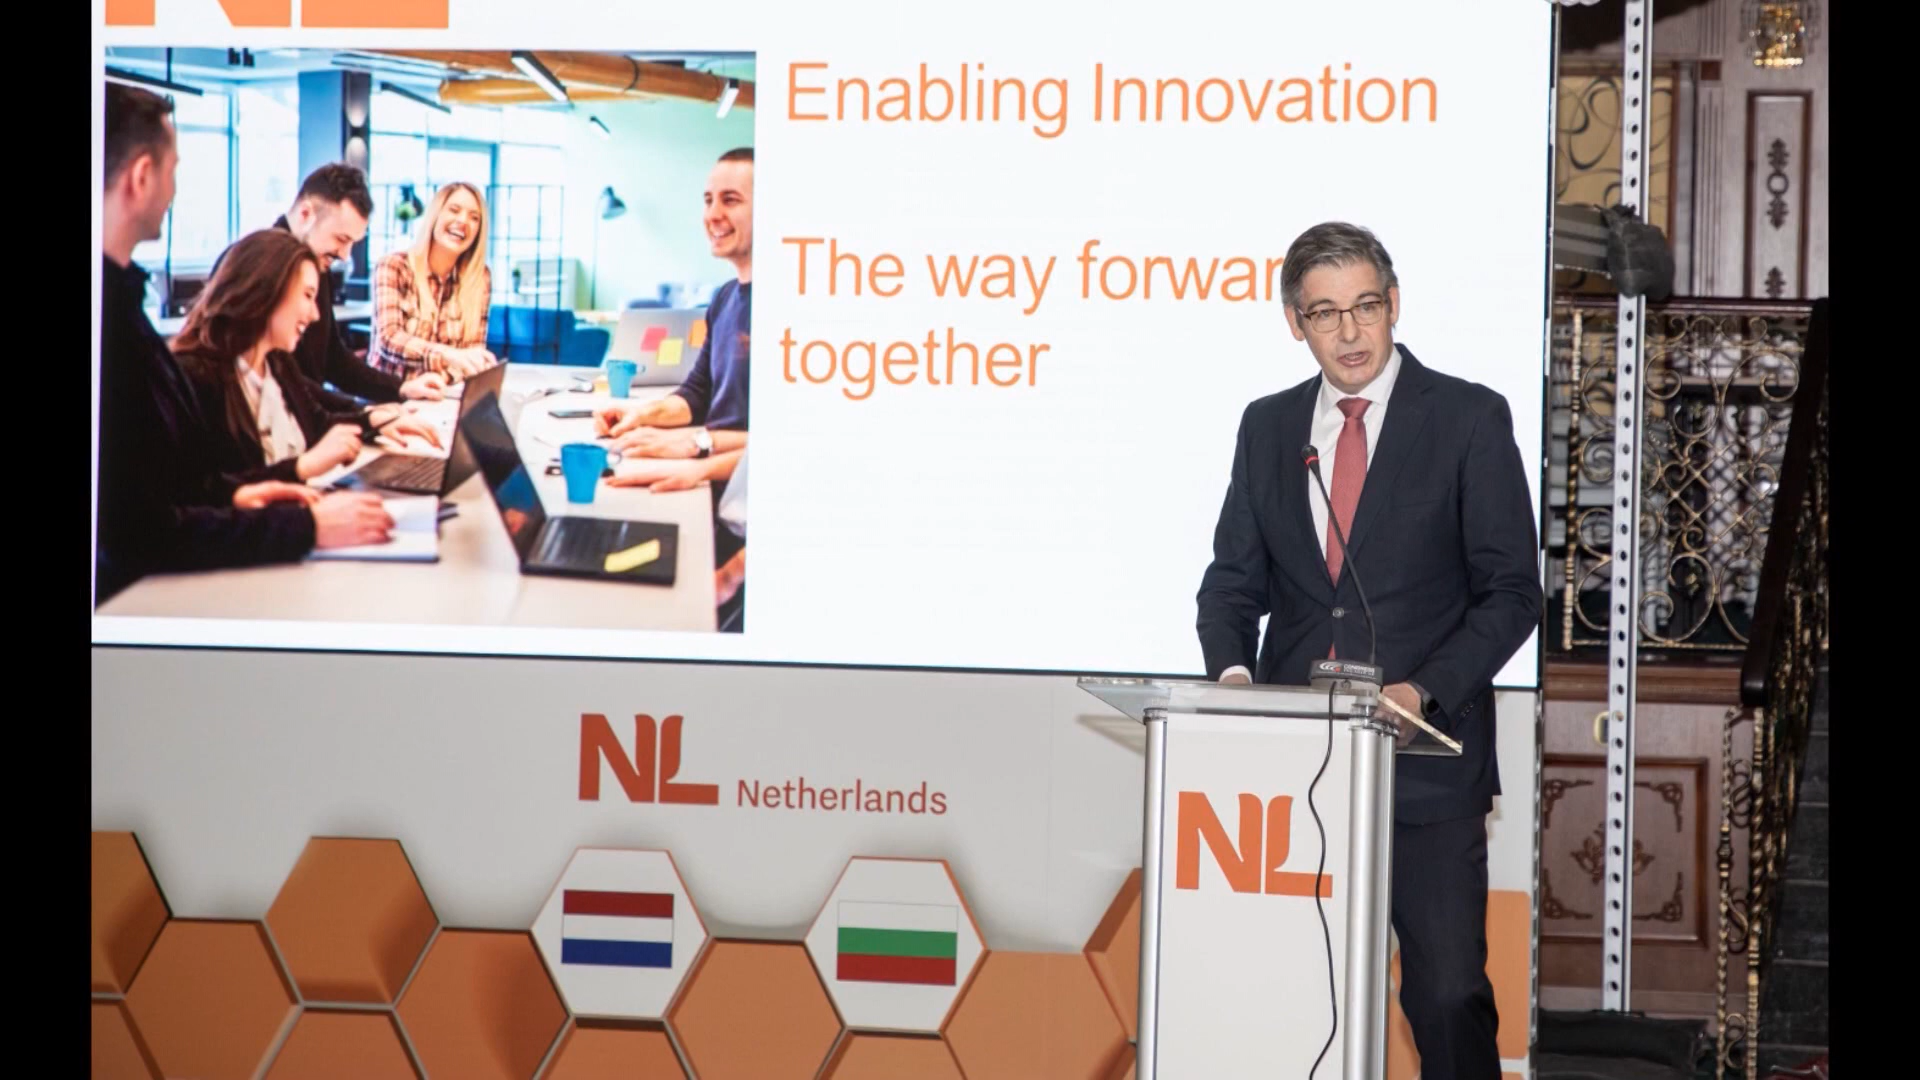 NL
Enabling Innovation
The way forwar
together
NL Netherlands
NL